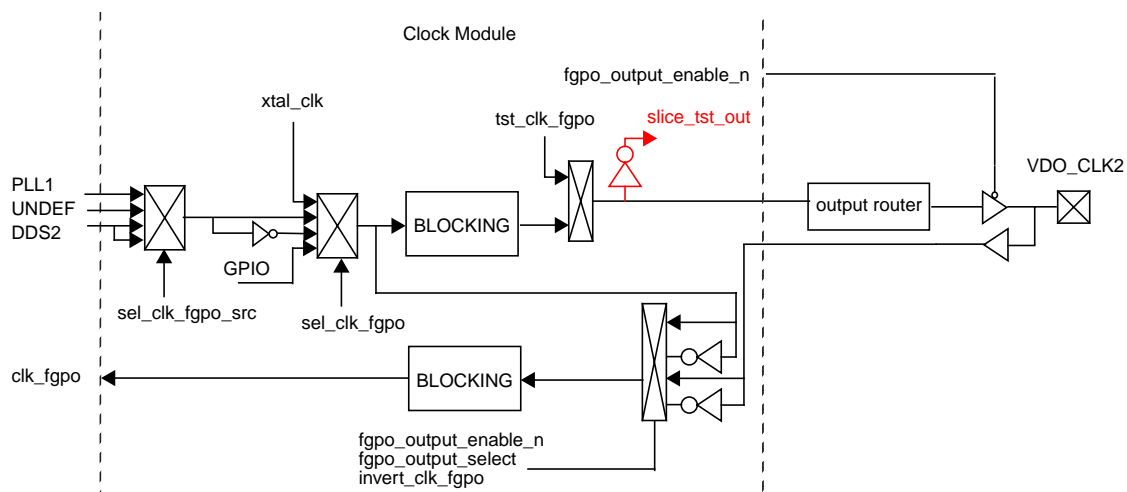 Clock Module
fgpo_output_enable_n
xtal_clk
tst_clk_fgpo
slice_tst_out
VDO_CLK2
PLL1
UNDEF
DDS2
BLOCKING
output router
GPIO
sel_clk_fgpo_src
sel_clk_fgpo
clk_fgpo
BLOCKING
fgpo_output_enable_n
fgpo_output_select
invert_clk_fgpo